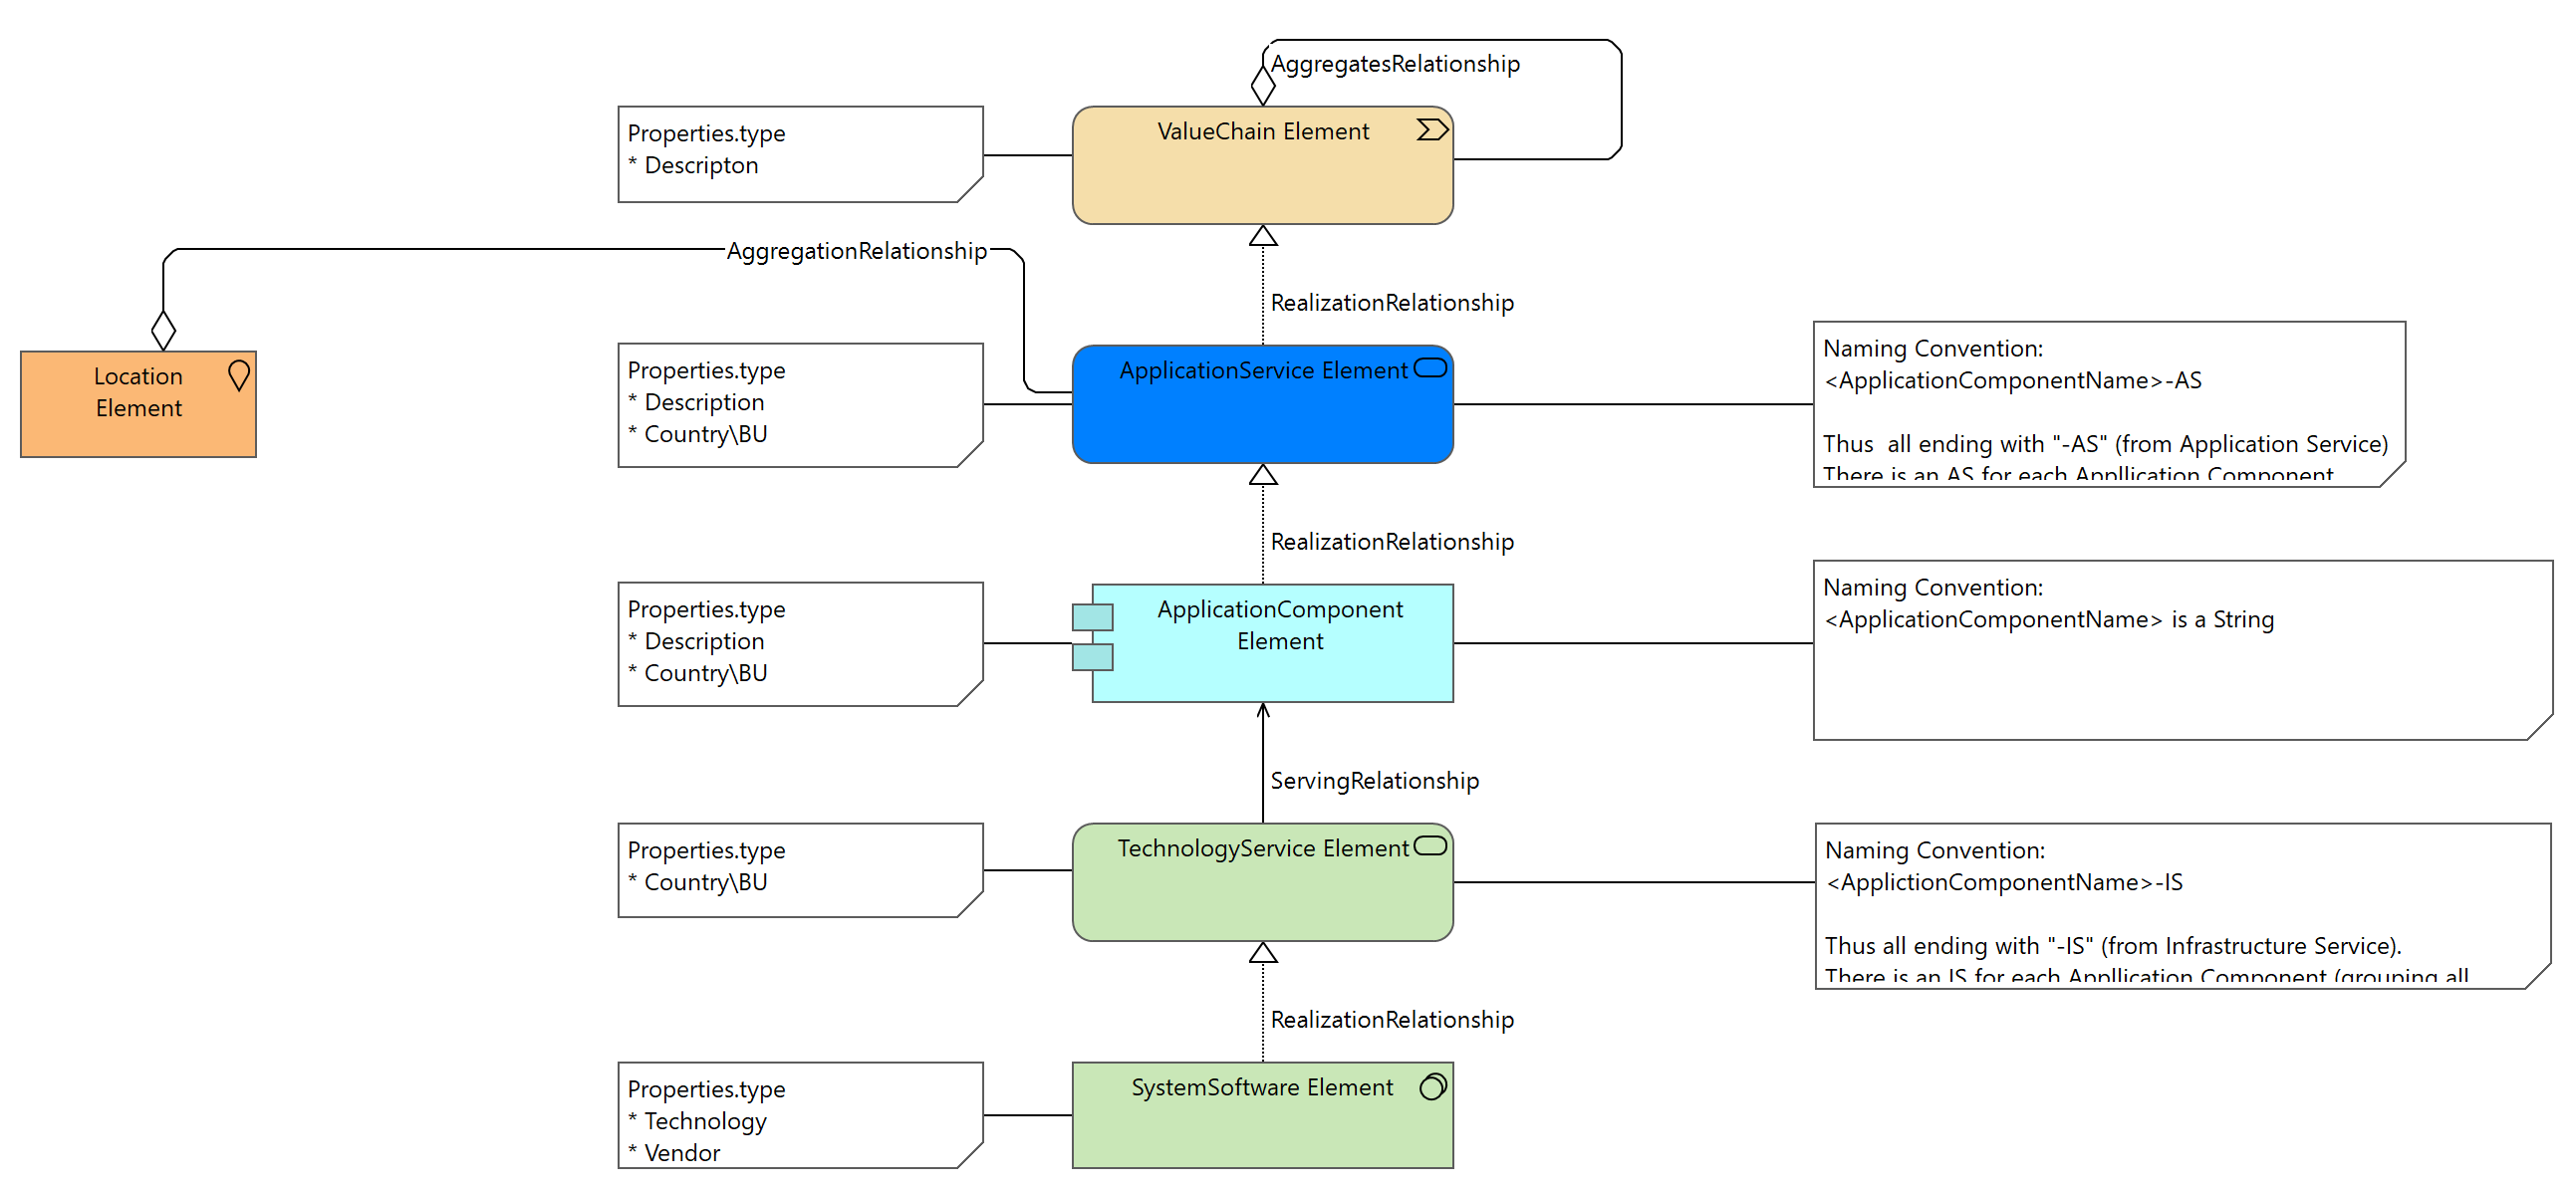 AggregatesRelationship
Properties.type
* Descripton
ValueChain Element
AggregationRelationship
RealizationRelationship
Location
Element
Properties.type
* Description
* Country\BU
ApplicationService Element
Naming Convention:
<ApplicationComponentName>-AS
Thus  all ending with "-AS" (from Application Service)
There is an AS for each Apnllication Component
RealizationRelationship
Properties.type
* Description
* Country\BU
ApplicationComponent
Element
Naming Convention:
<ApplicationComponentName> is a String
ServingRelationship
Properties.type
* Country\BU
TechnologyService Element
Naming Convention:
<ApplictionComponentName>-IS
Thus all ending with "-IS" (from Infrastructure Service).
There is an IS for each Apnllication Component (grouping all
RealizationRelationship
Properties.type
* Technology
* Vendor
SystemSoftware Element